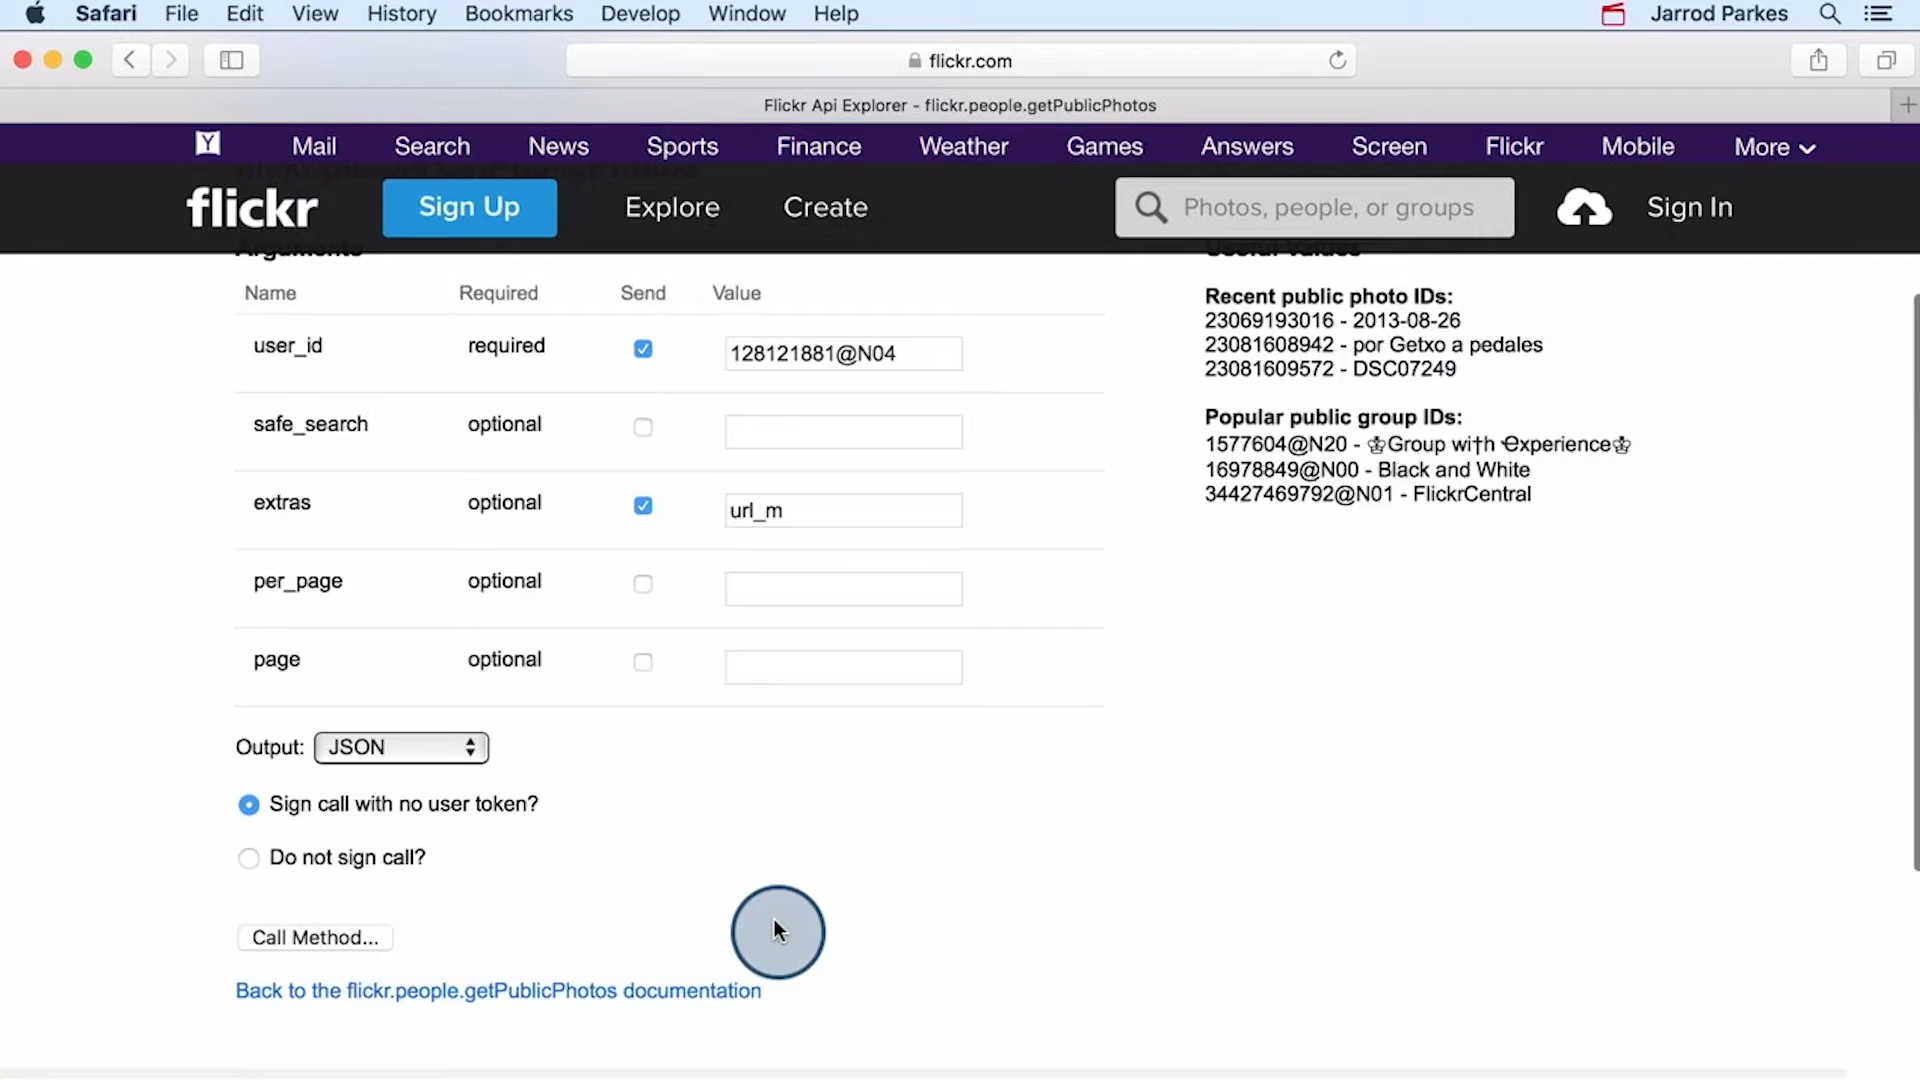 Safari File Edit View History Bookmarks Develop Window Help Jarrod Parkes
flickr.com
Flickr Api Explorer - flickr.people.getPublicPhotos
Y Mail Search News Sports Finance Weather Games Answers Screen Flickr Mobile More
flickr Sign Up Explore Create Photos, people, or groups Sign In
Arguments
Useful Values
Name Required Send Value
user_id required 128121881@N04
safe_search optional
extras optional url_m
per_page optional
page optional
Output: JSON
Sign call with no user token?
Do not sign call?
Call Method...
Back to the flickr.people.getPublicPhotos documentation
Recent public photo IDs:
23069193016 - 2013-08-26
23081608942 - por Getxo a pedales
23081609572 - DSC07249
Popular public group IDs:
1577604@N20 - ♔Group wi†h Єxperience♔
16978849@N00 - Black and White
34427469792@N01 - FlickrCentral